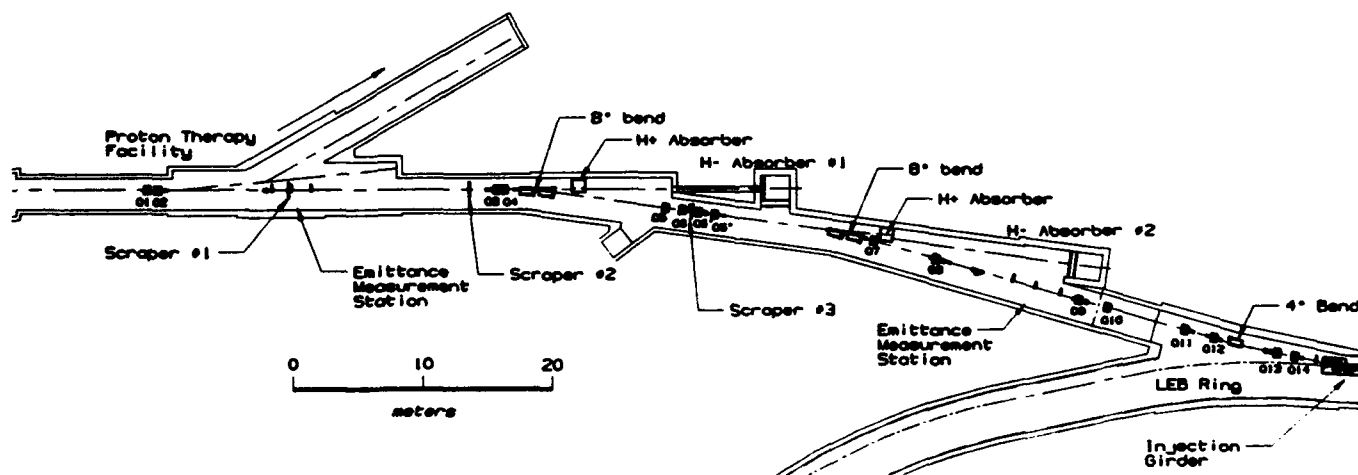 8° bend
H+ Absorber
Proton Therapy
Facility
H- Absorber #1
8° bend
H+ Absorber
H- Absorber #2
Q1 Q2
Q3 Q4
Q7
Q8
Q9
Q10
Q11
Q12
Q13
Q14
Scraper #1
Emittance
Measurement
Station
Scraper #2
Scraper #3
Emittance
Measurement
Station
4° Bend
LEB Ring
Injection
Girder
0 10 20
meters